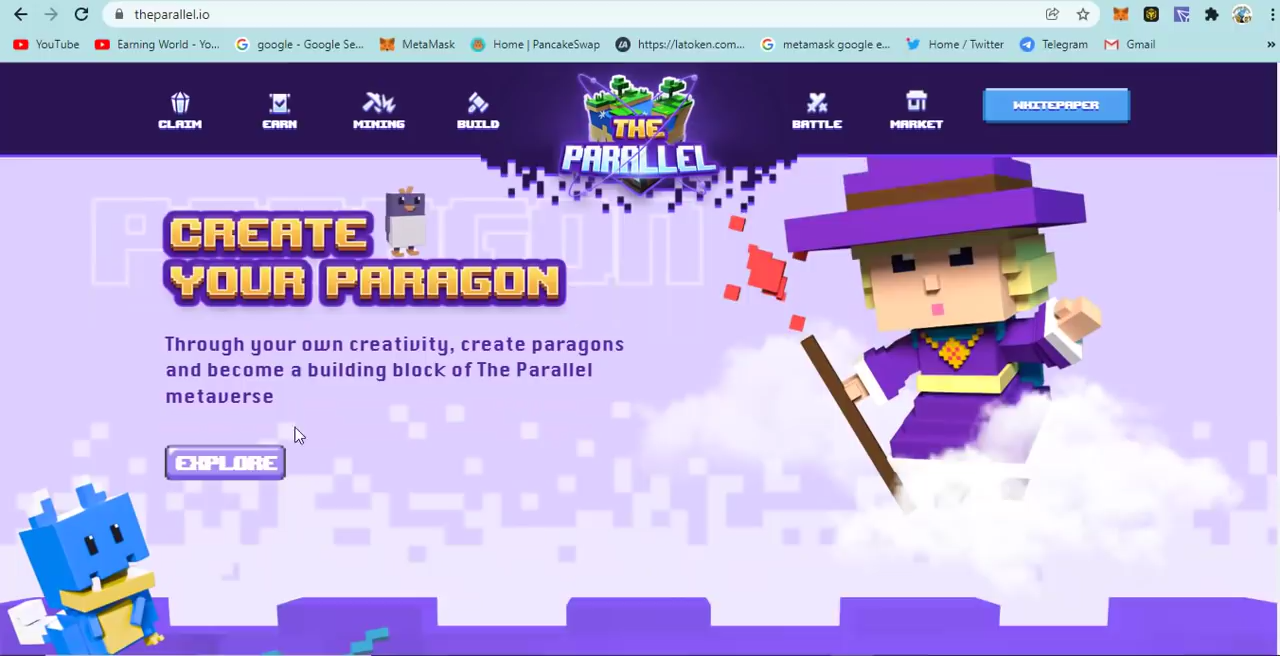 theparallel.io
YouTube
Earning World - Yo...
google - Google Se...
MetaMask
Home | PancakeSwap
https://latoken.com...
metamask google e...
Home / Twitter
Telegram
Gmail
»
CLAIM
EARN
MINING
BUILD
THE
PARALLEL
BATTLE
MARKET
WHITEPAPER
PARAGON
CREATE
YOUR PARAGON
Through your own creativity, create paragons
and become a building block of The Parallel
metaverse
EXPLORE